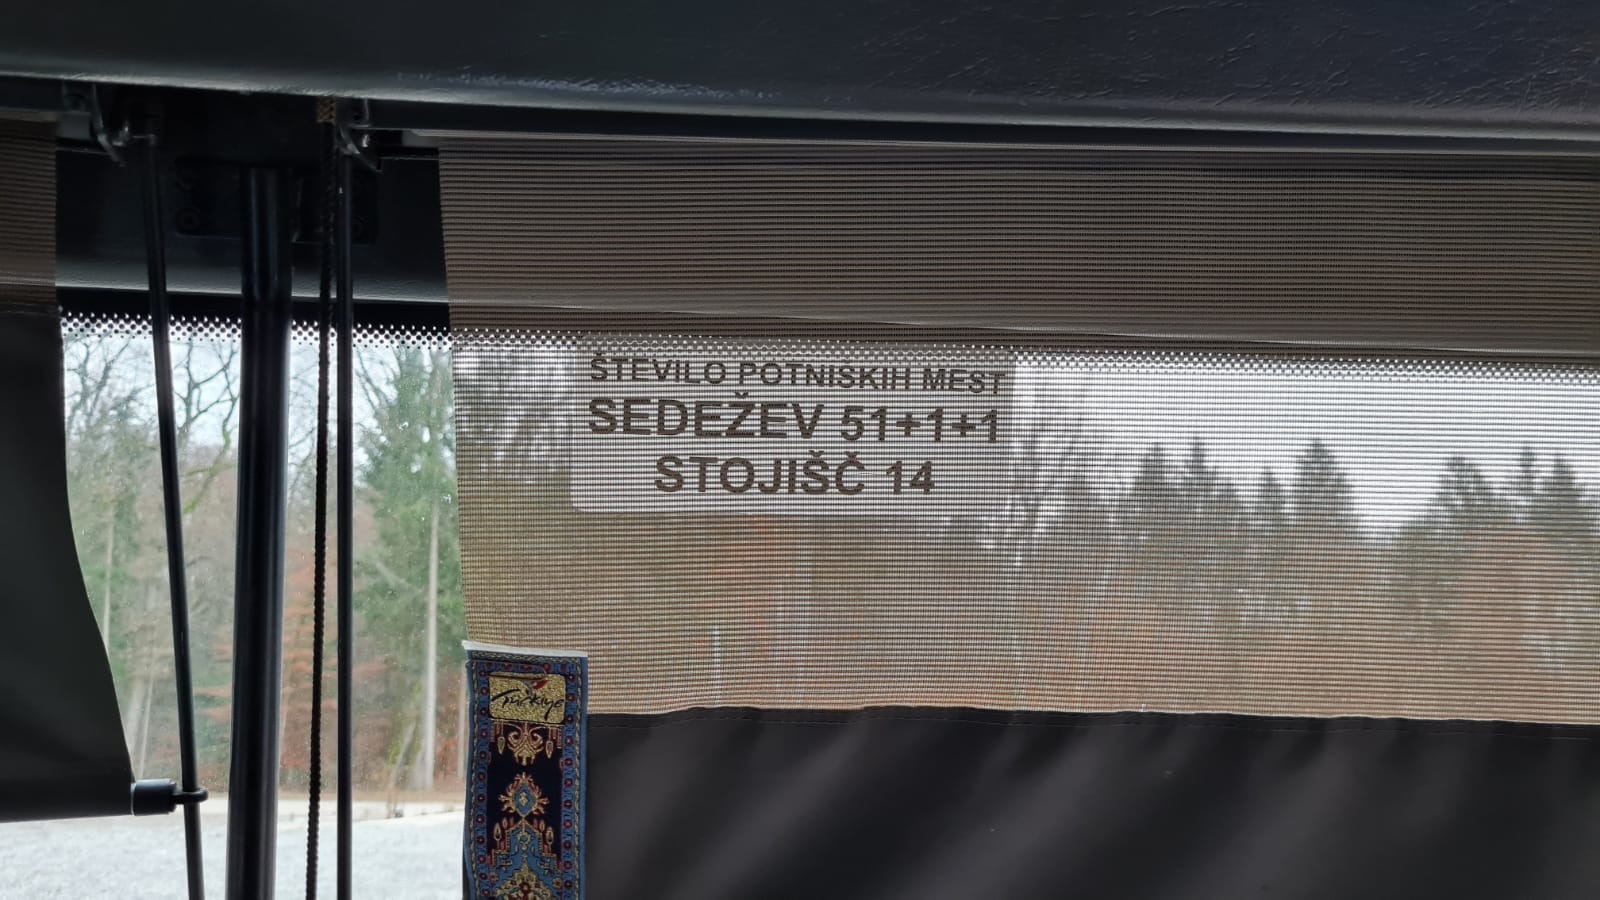 ŠTEVILO POTNIŠKIH MEST
SEDEŽEV 51+1+1
STOJIŠČ 14
Türkiye